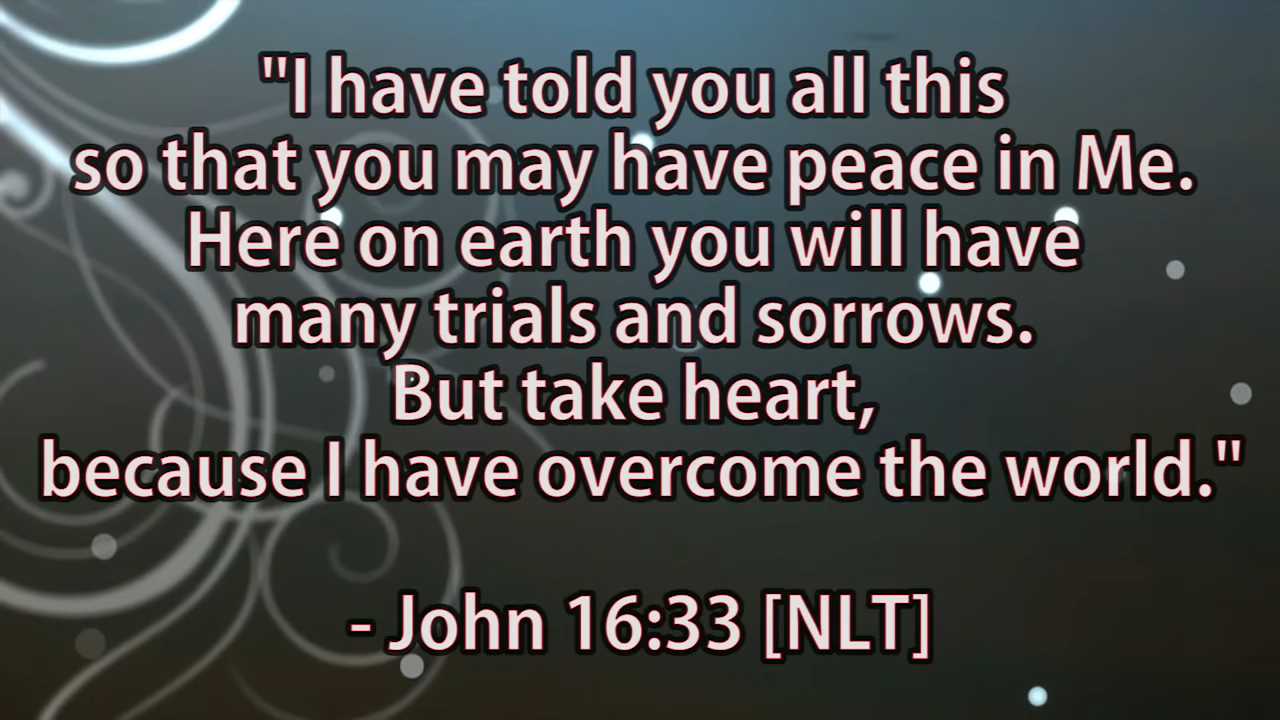 "I have told you all this
so that you may have peace in Me.
Here on earth you will have
many trials and sorrows.
But take heart,
because I have overcome the world."
- John 16:33 [NLT]